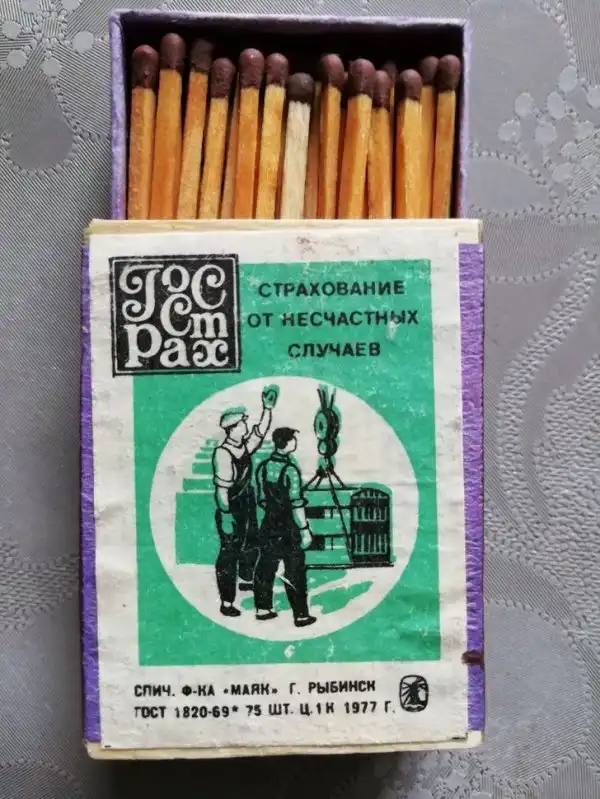 Гос
Ст
рах
СТРАХОВАНИЕ
ОТ НЕСЧАСТНЫХ
СЛУЧАЕВ
СПИЧ. Ф-КА «МАЯК» Г. РЫБИНСК
ГОСТ 1820-69* 75 ШТ. Ц. 1 К 1977 Г.